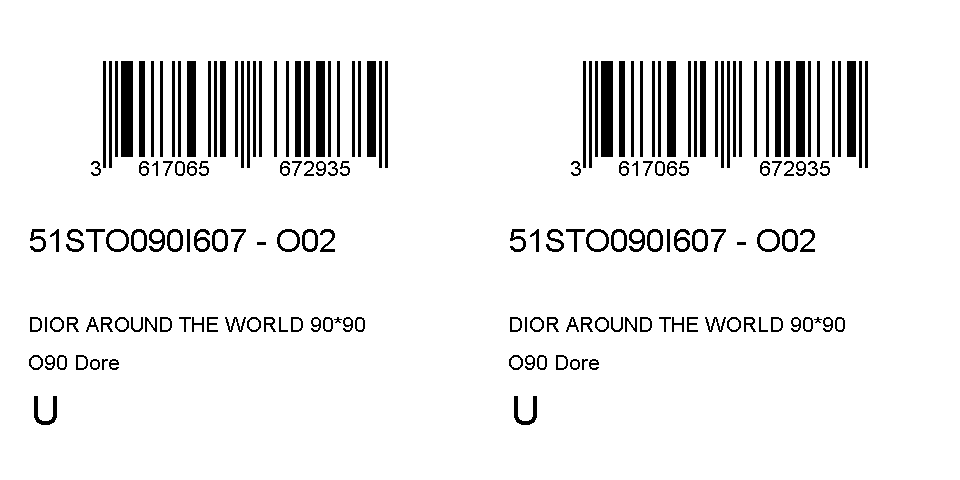 3 617065 672935
51STO090I607 - O02
DIOR AROUND THE WORLD 90*90
O90 Dore
U
3 617065 672935
51STO090I607 - O02
DIOR AROUND THE WORLD 90*90
O90 Dore
U